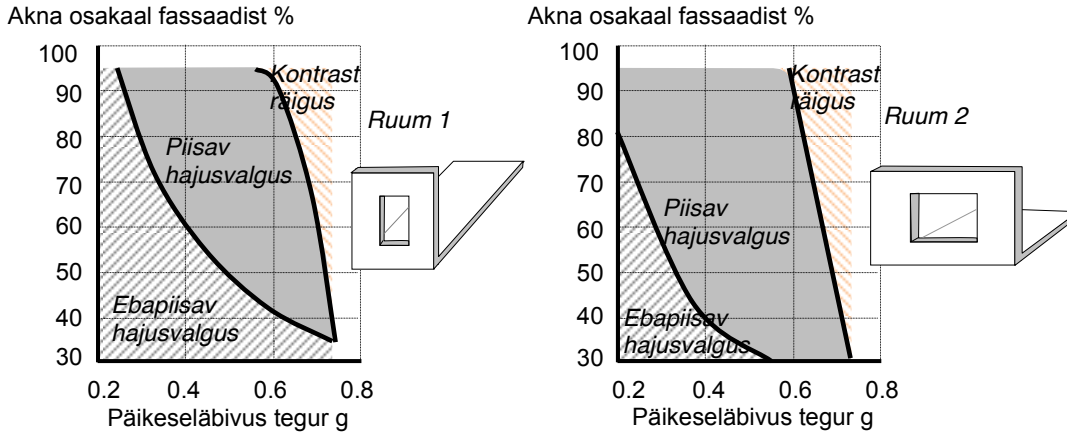 Akna osakaal fassaadist %
100
90
80
70
60
50
40
30
0.2 0.4 0.6 0.8
Päikeseläbivus tegur g
Kontrast
räigus
Piisav
hajusvalgus
Ebapiisav
hajusvalgus
Ruum 1
Akna osakaal fassaadist %
100
90
80
70
60
50
40
30
0.2 0.4 0.6 0.8
Päikeseläbivus tegur g
Kontrast
räigus
Piisav
hajusvalgus
Ebapiisav
hajusvalgus
Ruum 2